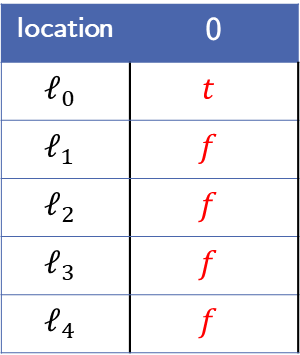 location 0
ℓ0 t
ℓ1 f
ℓ2 f
ℓ3 f
ℓ4 f